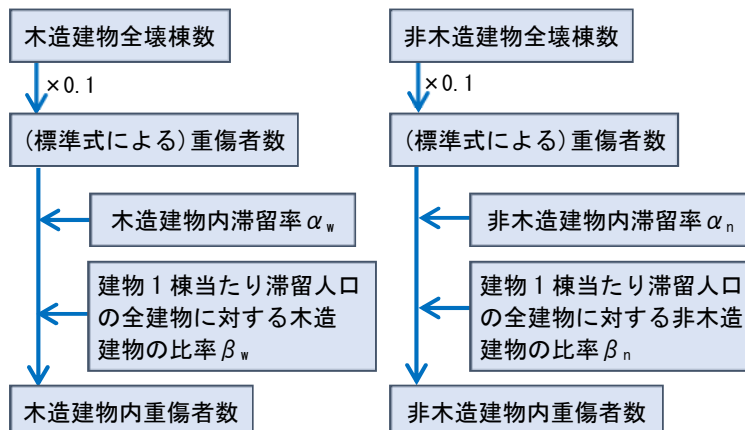 木造建物全壊棟数
×0.1
(標準式による)重傷者数
木造建物内滞留率αw
建物1棟当たり滞留人口
の全建物に対する木造
建物の比率βw
木造建物内重傷者数
非木造建物全壊棟数
×0.1
(標準式による)重傷者数
非木造建物内滞留率αn
建物1棟当たり滞留人口
の全建物に対する非木造
建物の比率βn
非木造建物内重傷者数